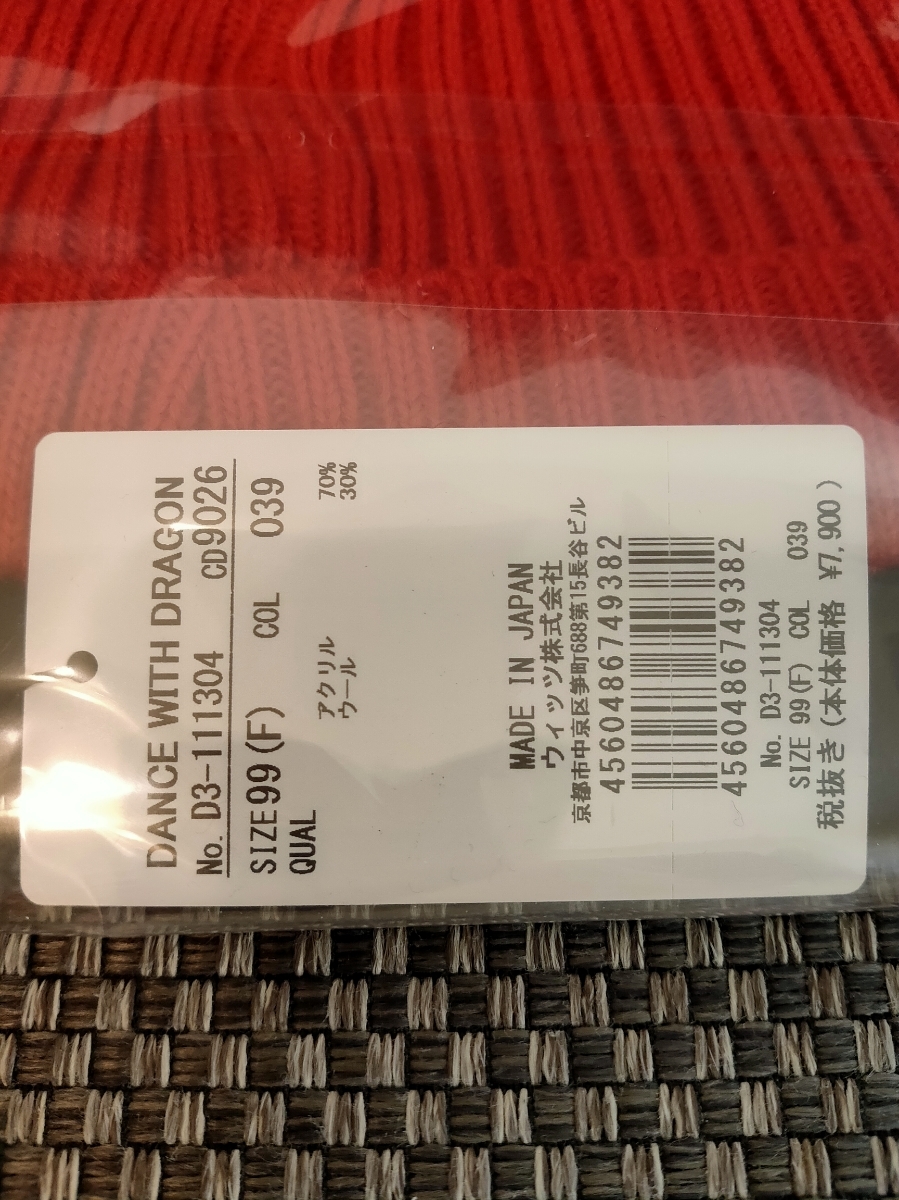 DANCE WITH DRAGON
No. D3-111304 CD9026
SIZE 99(F) COL 039
QUAL
アクリル 70%
ウール 30%
MADE IN JAPAN
ウィッツ株式会社
京都市中京区笋町688第15長谷ビル
4560486749382
4560486749382
No. D3-111304
SIZE 99(F) COL 039
税抜き(本体価格 ¥7,900)